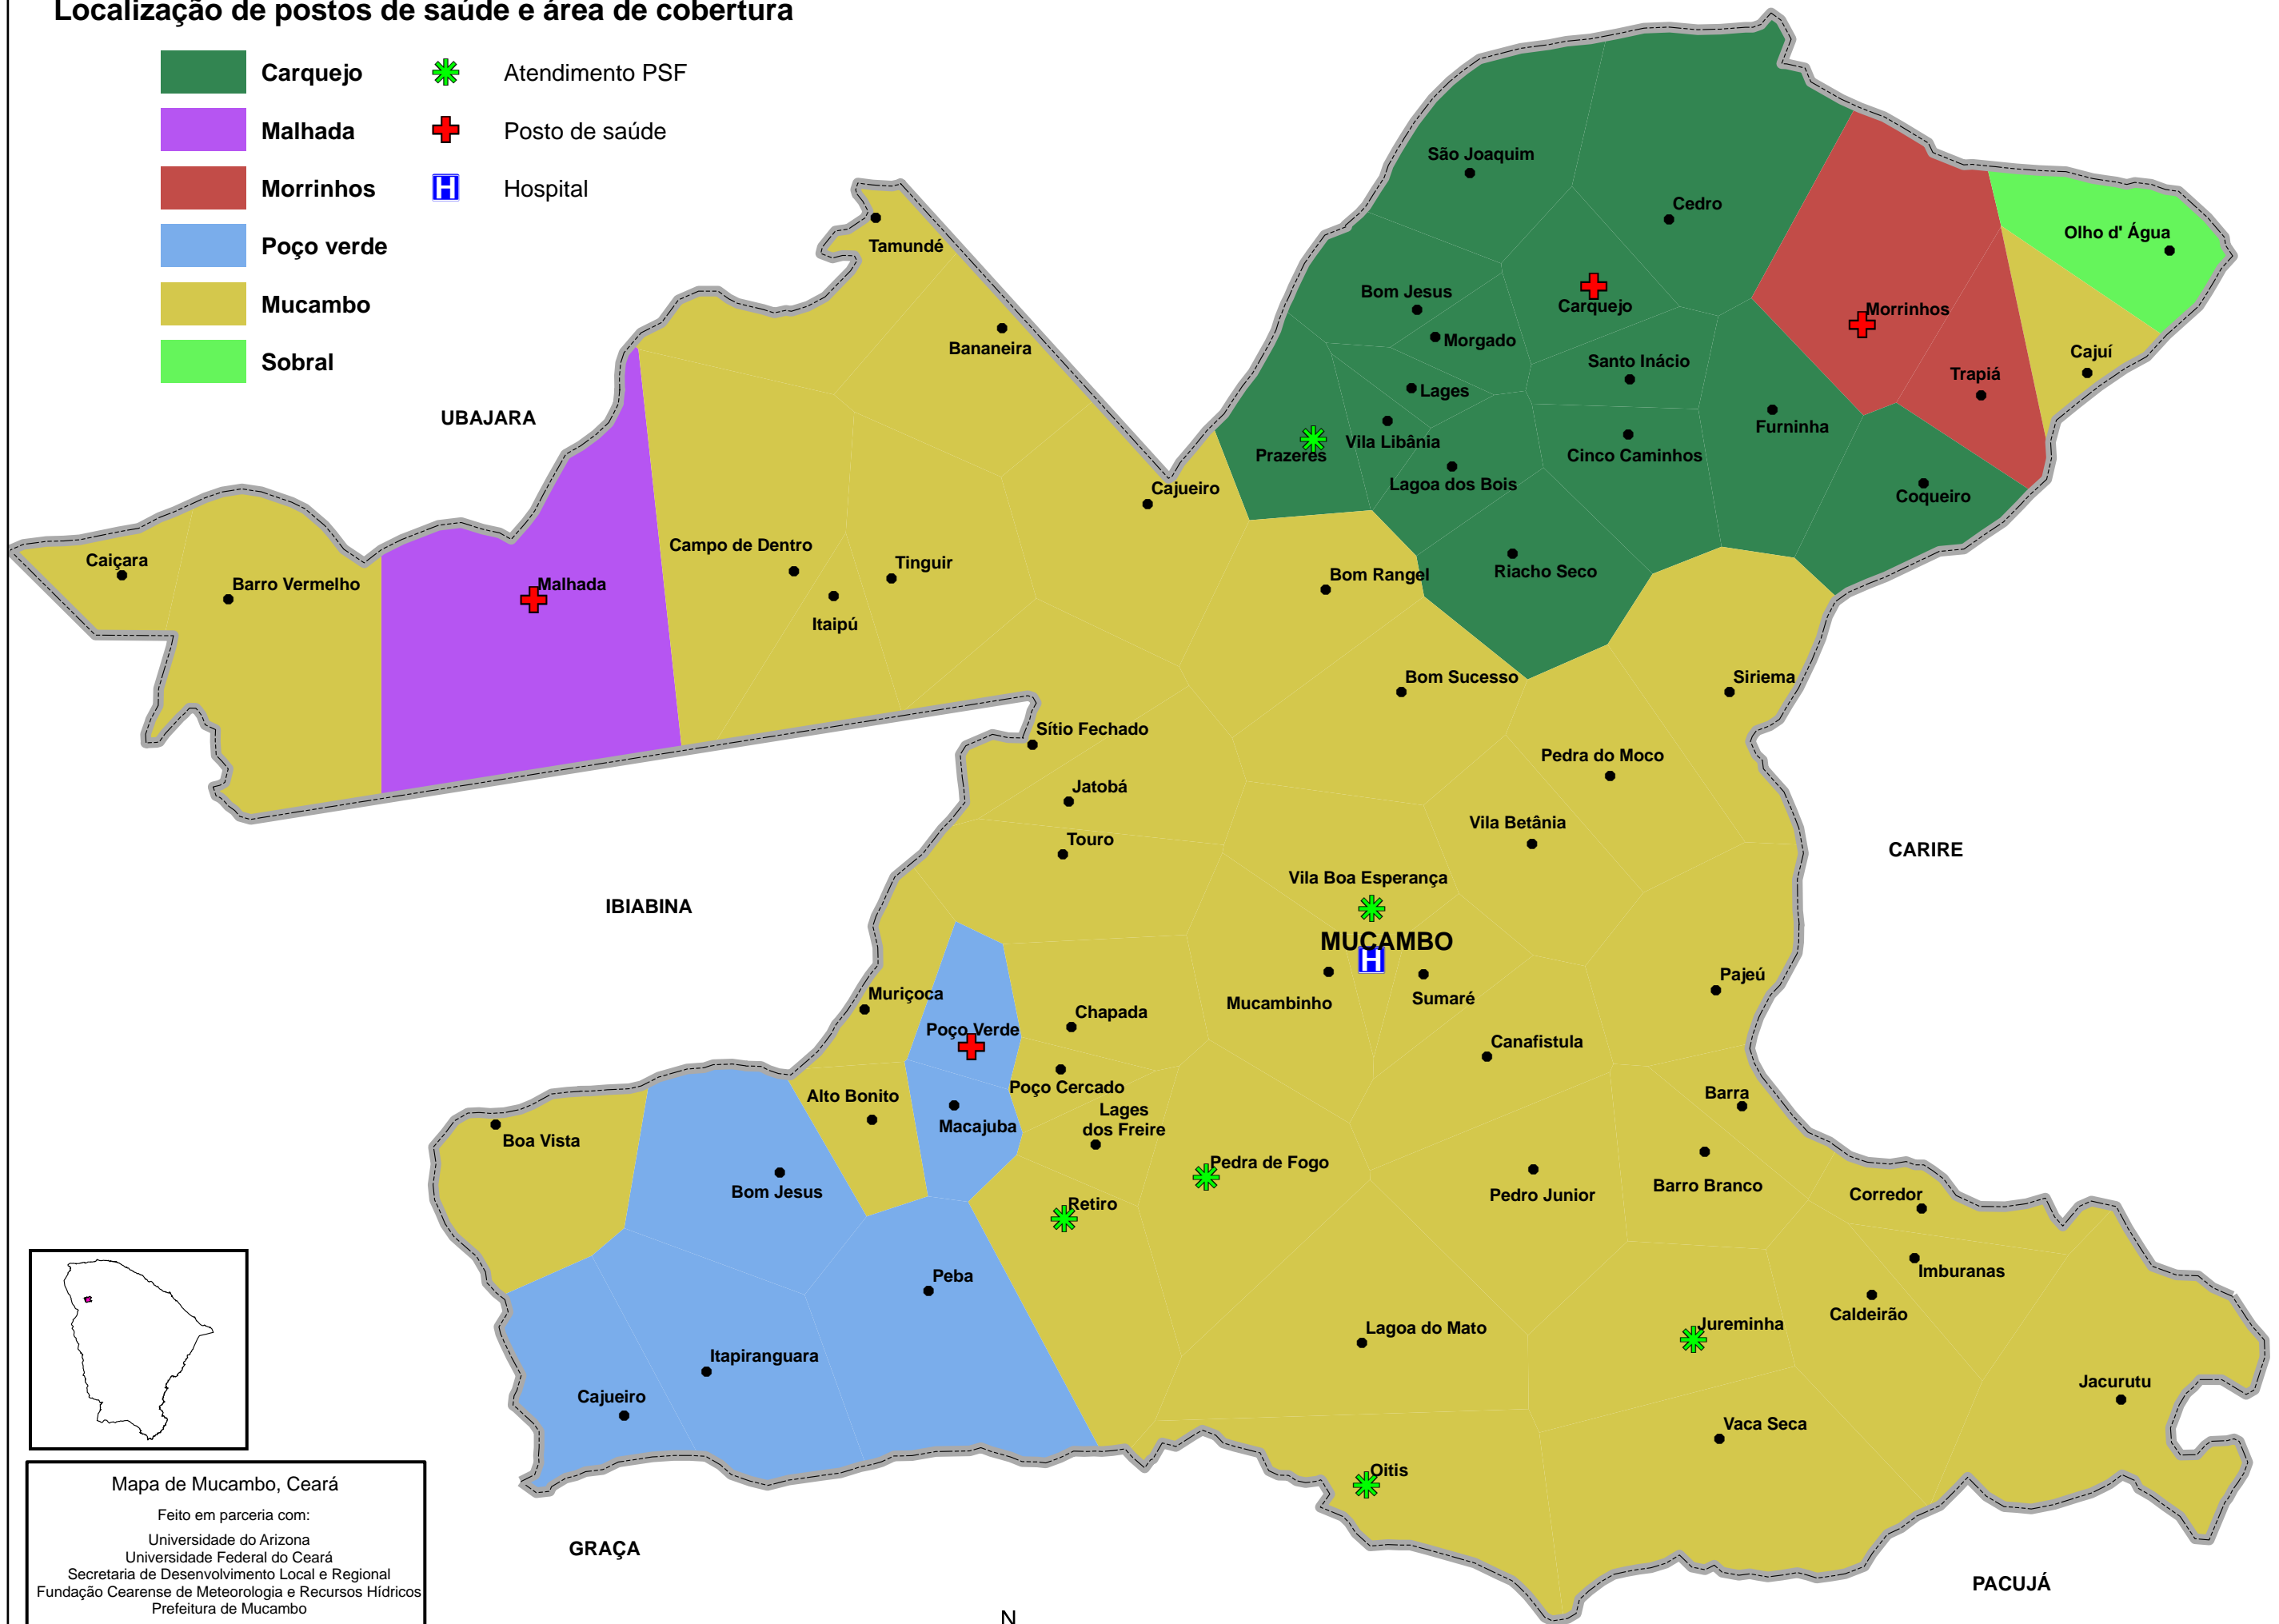 Localização de postos de saúde e área de cobertura
Carquejo
Atendimento PSF
Malhada
Posto de saúde
Morrinhos
H
Hospital
Poço verde
Mucambo
Sobral
São Joaquim
Cedro
Olho d' Água
Tamundé
Bom Jesus
Carquejo
Morrinhos
Bananeira
Morgado
Santo Inácio
Cajuí
Trapiá
Lages
UBAJARA
Furninha
Vila Libânia
Prazeres
Cinco Caminhos
Lagoa dos Bois
Cajueiro
Coqueiro
Campo de Dentro
Caiçara
Tinguir
Riacho Seco
Bom Rangel
Barro Vermelho
Malhada
Itaipú
Bom Sucesso
Siriema
Sítio Fechado
Pedra do Moco
Jatobá
Vila Betânia
Touro
CARIRE
Vila Boa Esperança
IBIABINA
MUCAMBO
H
Pajeú
Muriçoca
Mucambinho
Sumaré
Chapada
Poço Verde
Canafistula
Poço Cercado
Barra
Alto Bonito
Lages
dos Freire
Macajuba
Boa Vista
Pedra de Fogo
Barro Branco
Bom Jesus
Pedro Junior
Corredor
Retiro
Imburanas
Peba
Caldeirão
Jureminha
Lagoa do Mato
Itapiranguara
Jacurutu
Cajueiro
Vaca Seca
Oitis
Mapa de Mucambo, Ceará
Feito em parceria com:
Universidade do Arizona
Universidade Federal do Ceará
Secretaria de Desenvolvimento Local e Regional
Fundação Cearense de Meteorologia e Recursos Hídricos
Prefeitura de Mucambo
GRAÇA
PACUJÁ
N